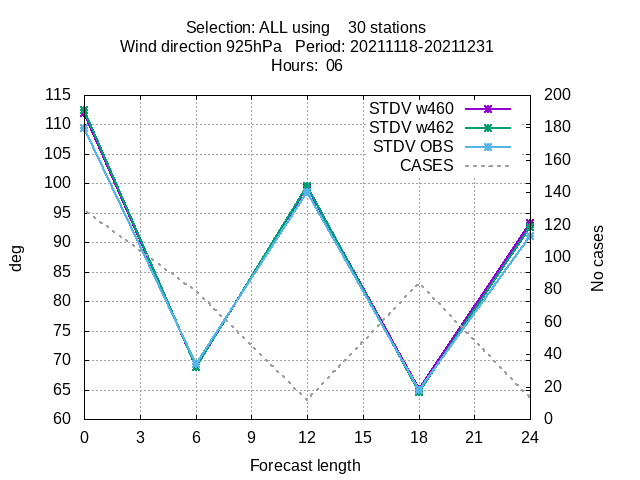 Selection: ALL using 30 stations
Wind direction 925hPa Period: 20211118-20211231
Hours: 06
STDV w460
STDV w462
STDV OBS
CASES
115
110
105
100
95
90
85
80
75
70
65
60
200
180
160
140
120
100
80
60
40
20
0
deg
No cases
0 3 6 9 12 15 18 21 24
Forecast length